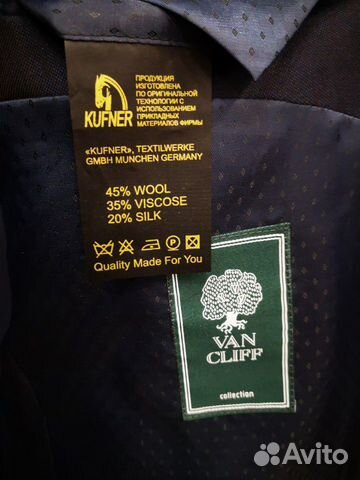 KUFNER
ПРОДУКЦИЯ
ИЗГОТОВЛЕНА
ПО ОРИГИНАЛЬНОЙ
ТЕХНОЛОГИИ С
ИСПОЛЬЗОВАНИЕМ
ПРИКЛАДНЫХ
МАТЕРИАЛОВ ФИРМЫ
«KUFNER», TEXTILWERKE
GMBH MUNCHEN GERMANY
45% WOOL
35% VISCOSE
20% SILK
P
Quality Made For You
VAN
CLIFF
collection
Avito